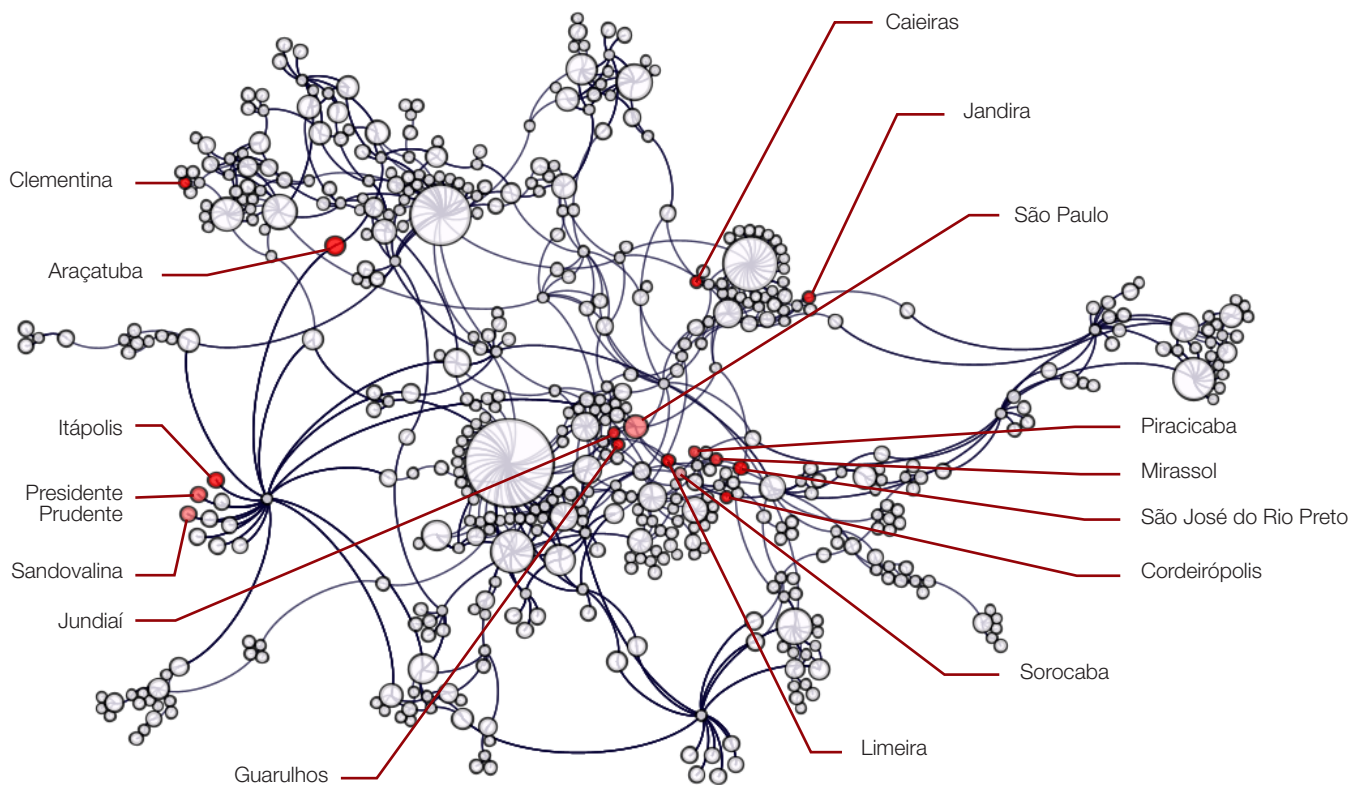 Caieiras
Jandira
Clementina
São Paulo
Araçatuba
Itápolis
Piracicaba
Mirassol
Presidente
Prudente
São José do Rio Preto
Sandovalina
Cordeirópolis
Jundiaí
Sorocaba
Limeira
Guarulhos